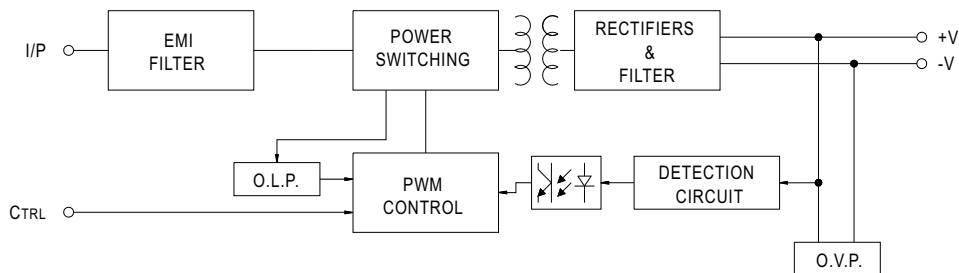 I/P
EMI
FILTER
POWER
SWITCHING
RECTIFIERS
&
FILTER
+V
-V
O.L.P.
PWM
CONTROL
DETECTION
CIRCUIT
CTRL
O.V.P.